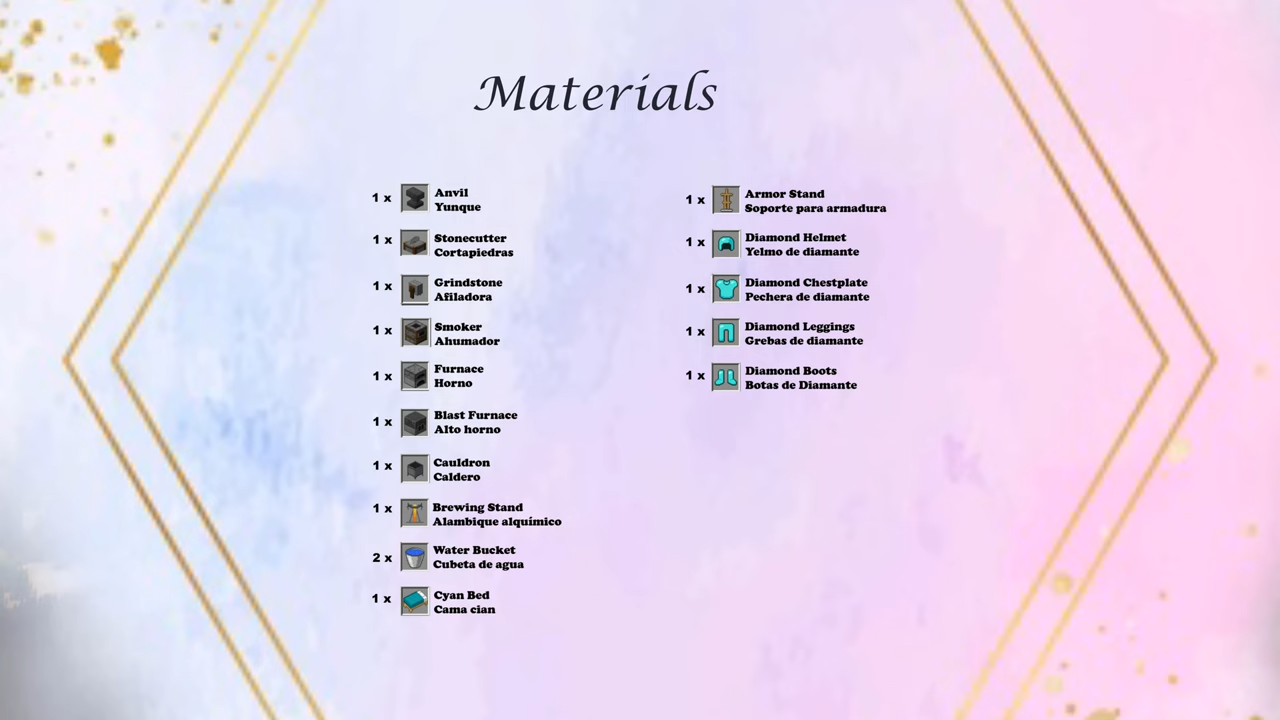 Materials
1 x Anvil
Yunque
1 x Stonecutter
Cortapiedras
1 x Grindstone
Afiladora
1 x Smoker
Ahumador
1 x Furnace
Horno
1 x Blast Furnace
Alto horno
1 x Cauldron
Caldero
1 x Brewing Stand
Alambique alquímico
2 x Water Bucket
Cubeta de agua
1 x Cyan Bed
Cama cian
1 x Armor Stand
Soporte para armadura
1 x Diamond Helmet
Yelmo de diamante
1 x Diamond Chestplate
Pechera de diamante
1 x Diamond Leggings
Grebas de diamante
1 x Diamond Boots
Botas de Diamante